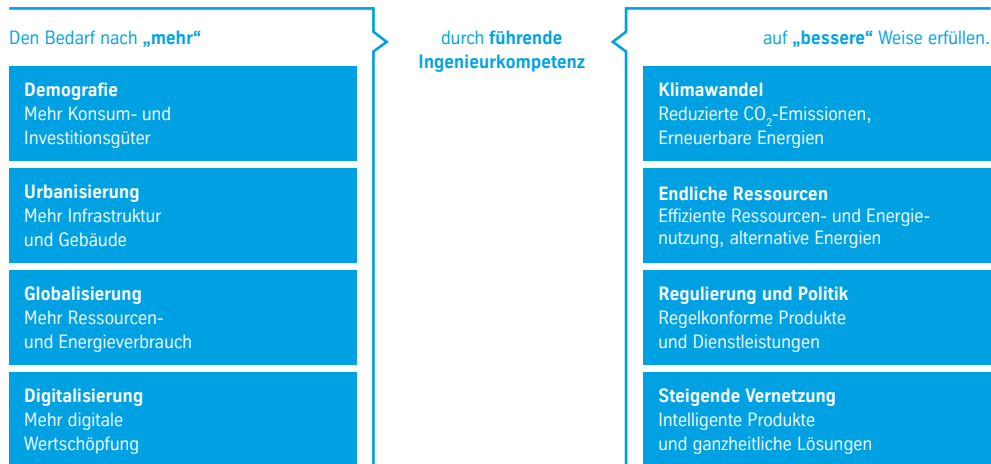 Den Bedarf nach „mehr“
Demografie
Mehr Konsum- und
Investitionsgüter
Urbanisierung
Mehr Infrastruktur
und Gebäude
Globalisierung
Mehr Ressourcen-
und Energieverbrauch
Digitalisierung
Mehr digitale
Wertschöpfung
durch führende
Ingenieurkompetenz
auf „bessere“ Weise erfüllen.
Klimawandel
Reduzierte CO₂-Emissionen,
Erneuerbare Energien
Endliche Ressourcen
Effiziente Ressourcen- und Energie-
nutzung, alternative Energien
Regulierung und Politik
Regelkonforme Produkte
und Dienstleistungen
Steigende Vernetzung
Intelligente Produkte
und ganzheitliche Lösungen